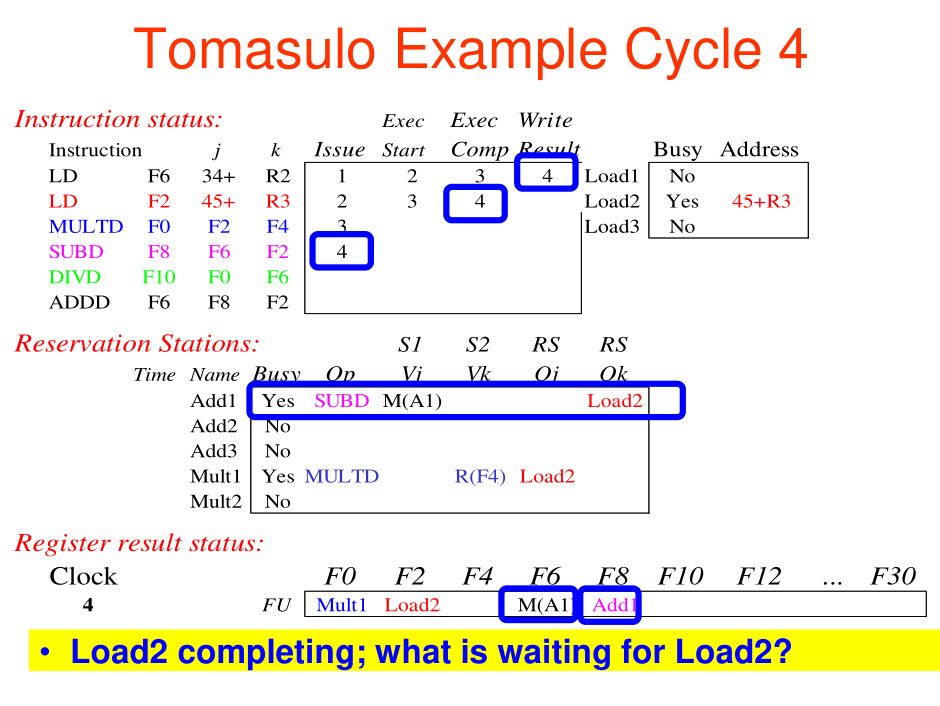 Tomasulo Example Cycle 4
Instruction status: Exec Exec Write
Instruction j k Issue Start Comp Result Busy Address
LD F6 34+ R2 1 2 3 4 Load1 No
LD F2 45+ R3 2 3 4 Load2 Yes 45+R3
MULTD F0 F2 F4 3 Load3 No
SUBD F8 F6 F2 4
DIVD F10 F0 F6
ADDD F6 F8 F2
Reservation Stations: S1 S2 RS RS
Time Name Busy Op Vj Vk Qj Qk
Add1 Yes SUBD M(A1) Load2
Add2 No
Add3 No
Mult1 Yes MULTD R(F4) Load2
Mult2 No
Register result status:
Clock F0 F2 F4 F6 F8 F10 F12 ... F30
4 FU Mult1 Load2 M(A1) Add1
• Load2 completing; what is waiting for Load2?